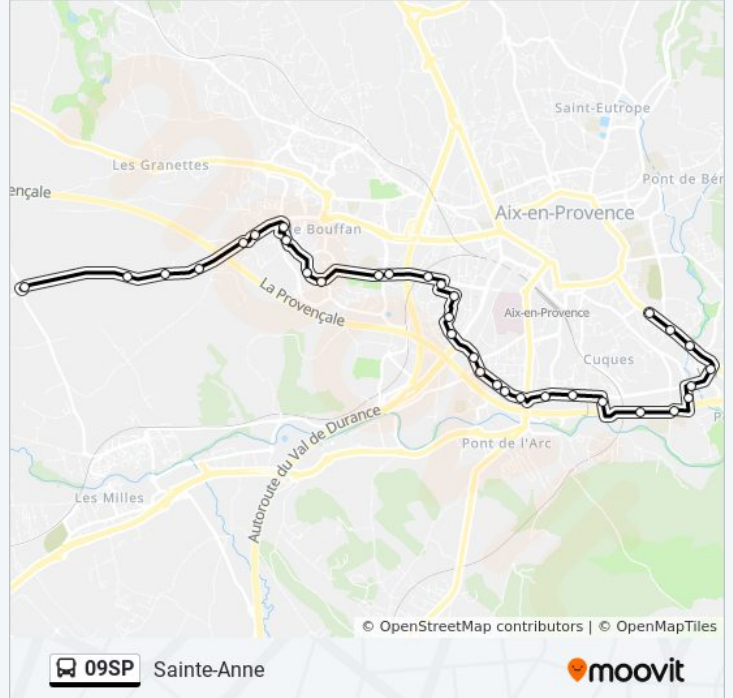 Saint-Eutrope
Les Granettes
Pont de Bér
ençale
Aix-en-Provence
e Bouffan
La Provençale
Aix-en-Provence
Cuques
Autoroute du Val de Durance
Pont de l'Arc
P
Les Milles
© OpenStreetMap contributors | © OpenMapTiles
09SP Sainte-Anne
moovit